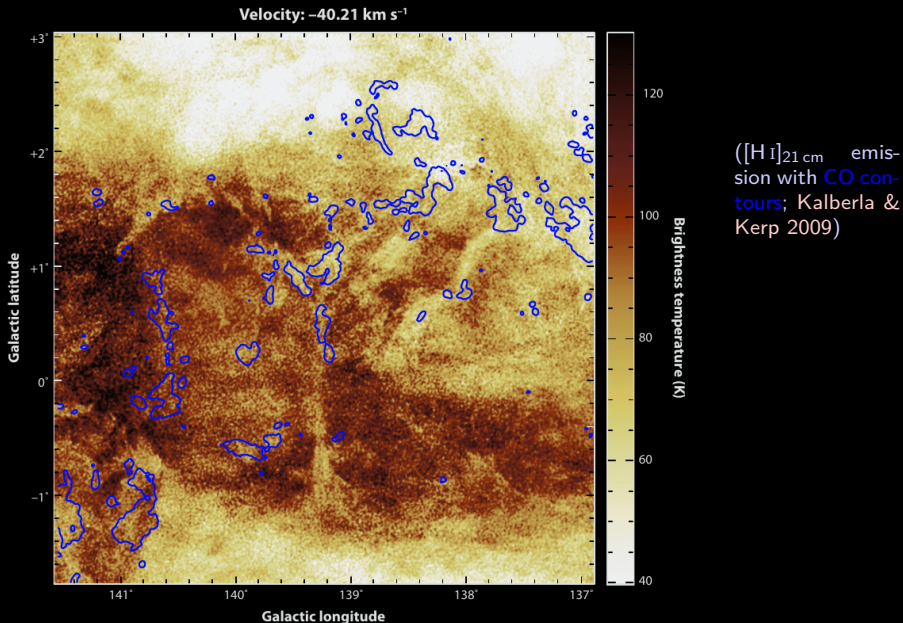 Velocity: –40.21 km s⁻¹
+3˚
+2˚
+1˚
0˚
–1˚
Galactic latitude
141˚
140˚
139˚
138˚
137˚
Galactic longitude
120
100
80
60
40
Brightness temperature (K)
([H I]21 cm emis-
sion with CO con-
tours; Kalberla &
Kerp 2009)